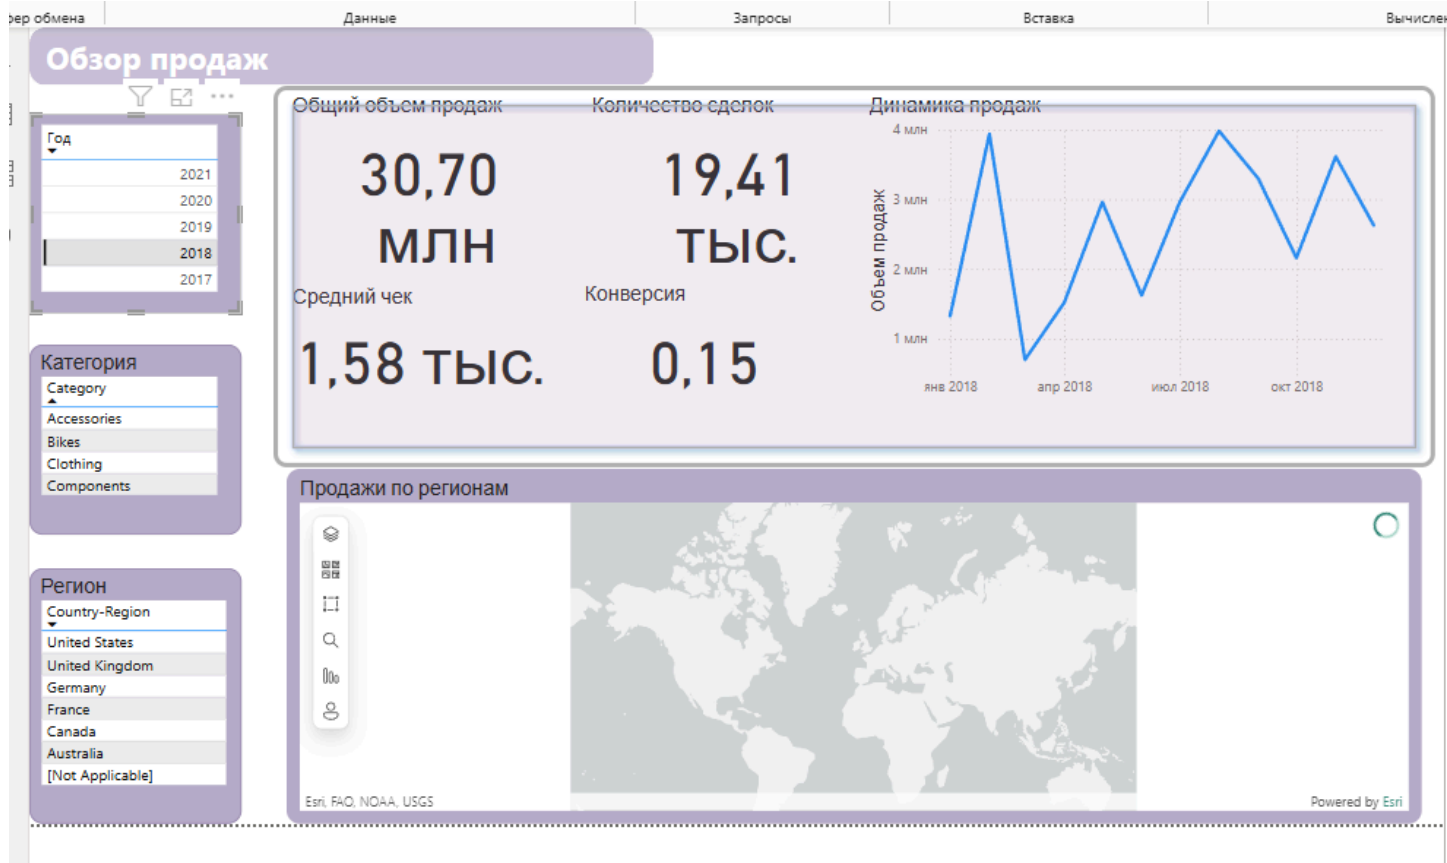 обмена
Данные
Запросы
Вставка
Обзор продаж
Год
2021
2020
2019
2018
2017
Категория
Category
Accessories
Bikes
Clothing
Components
Регион
Country-Region
United States
United Kingdom
Germany
France
Canada
Australia
[Not Applicable]
Общий объем продаж
30,70
млн
Количество сделок
19,41
тыс.
Средний чек
1,58 тыс.
Конверсия
0,15
Динамика продаж
Объем продаж
4 млн
3 млн
2 млн
1 млн
янв 2018
апр 2018
июл 2018
окт 2018
Продажи по регионам
Esri, FAO, NOAA, USGS
Powered by Esri